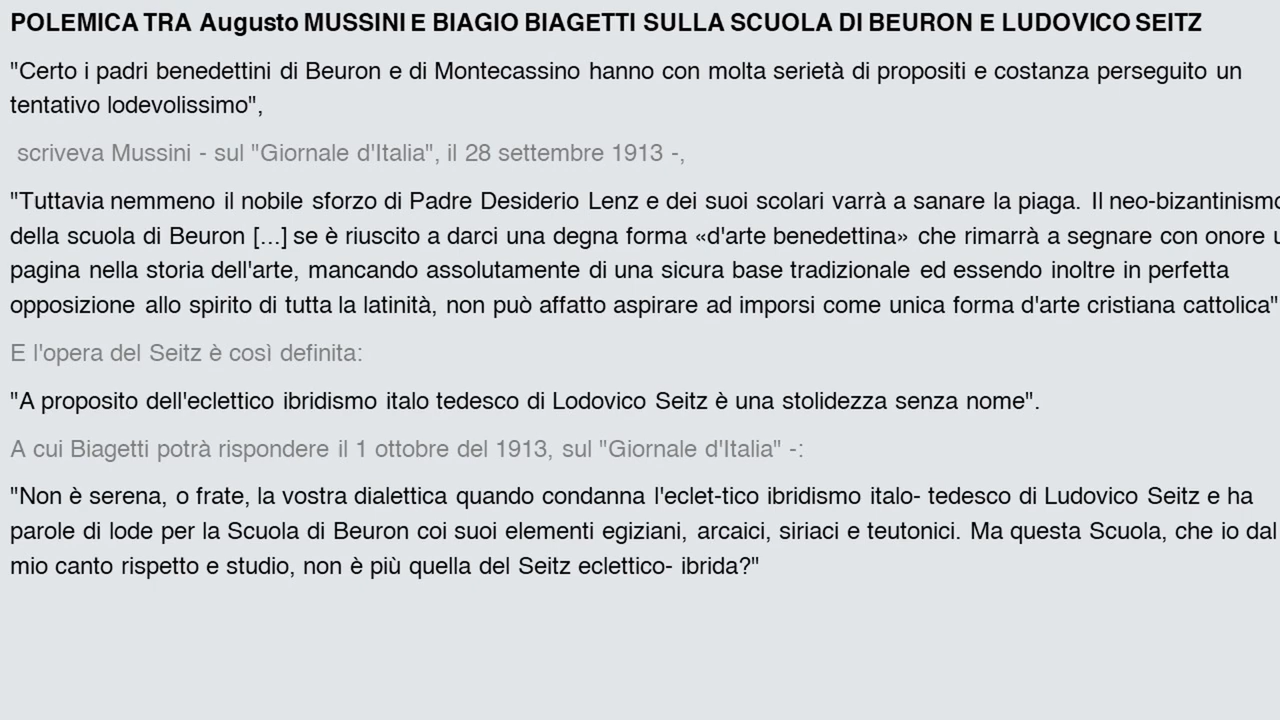 POLEMICA TRA Augusto MUSSINI E BIAGIO BIAGETTI SULLA SCUOLA DI BEURON E LUDOVICO SEITZ
"Certo i padri benedettini di Beuron e di Montecassino hanno con molta serietà di propositi e costanza perseguito un
tentativo lodevolissimo",
scriveva Mussini - sul "Giornale d'Italia", il 28 settembre 1913 -,
"Tuttavia nemmeno il nobile sforzo di Padre Desiderio Lenz e dei suoi scolari varrà a sanare la piaga. Il neo-bizantinismo
della scuola di Beuron [...] se è riuscito a darci una degna forma «d'arte benedettina» che rimarrà a segnare con onore
pagina nella storia dell'arte, mancando assolutamente di una sicura base tradizionale ed essendo inoltre in perfetta
opposizione allo spirito di tutta la latinità, non può affatto aspirare ad imporsi come unica forma d'arte cristiana cattolica"
E l'opera del Seitz è così definita:
"A proposito dell'eclettico ibridismo italo tedesco di Lodovico Seitz è una stolidezza senza nome".
A cui Biagetti potrà rispondere il 1 ottobre del 1913, sul "Giornale d'Italia" -:
"Non è serena, o frate, la vostra dialettica quando condanna l'eclet-tico ibridismo italo- tedesco di Ludovico Seitz e ha
parole di lode per la Scuola di Beuron coi suoi elementi egiziani, arcaici, siriaci e teutonici. Ma questa Scuola, che io dal
mio canto rispetto e studio, non è più quella del Seitz eclettico- ibrida?"